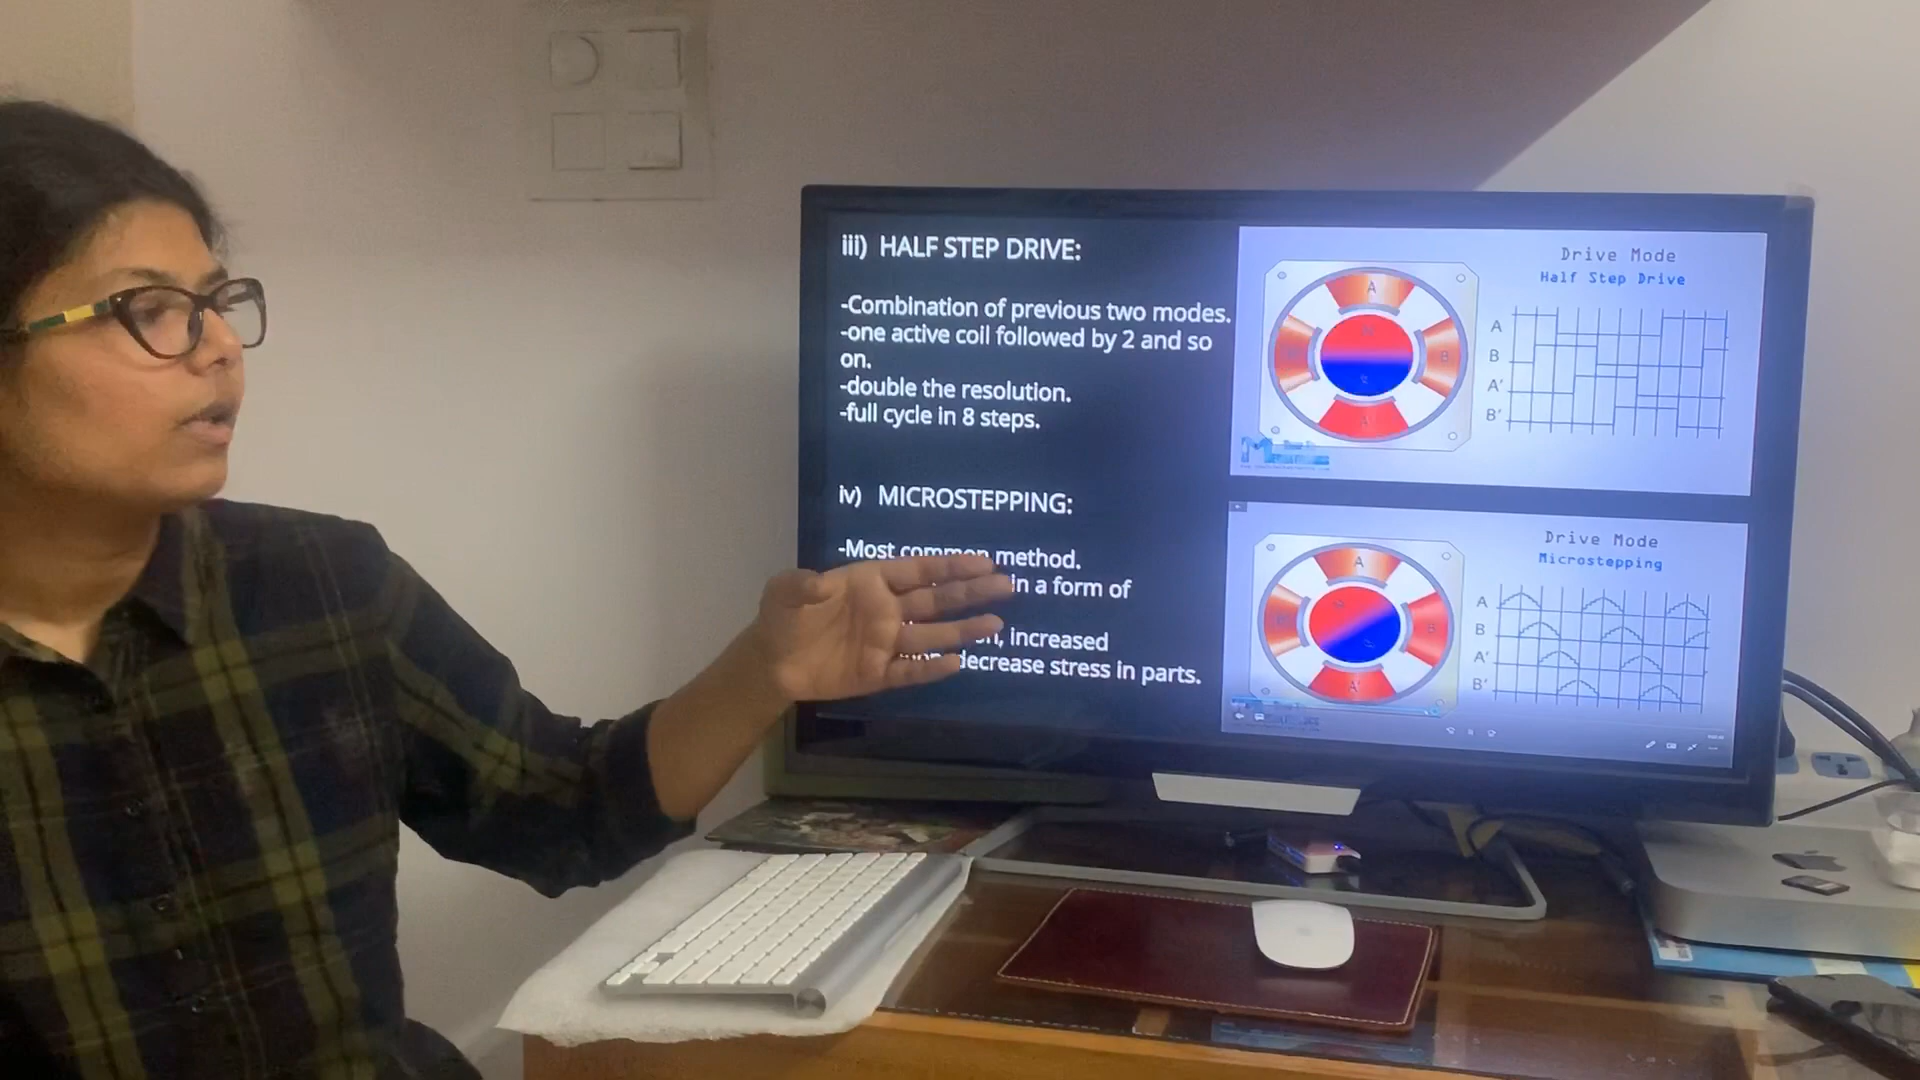 iii) HALF STEP DRIVE:
-Combination of previous two modes.
-one active coil followed by 2 and so
on.
-double the resolution.
-full cycle in 8 steps.
iv) MICROSTEPPING:
-Most common method.
in a form of
increased
decrease stress in parts.
Drive Mode
Half Step Drive
A
B
A'
B'
A
B
Drive Mode
Microstepping
A
B
A'
B'
A
B
A'